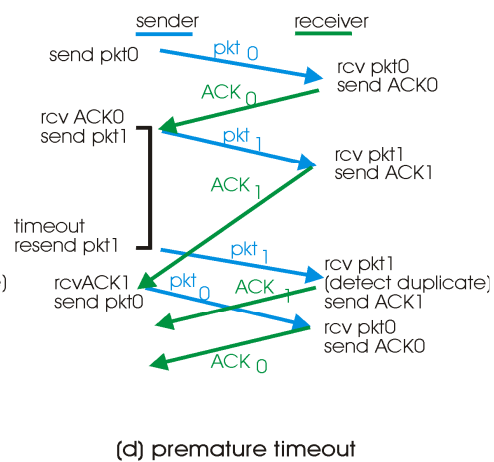 sender receiver
send pkt0
pkt 0
rcv pkt0
send ACK0
ACK 0
rcv ACK0
send pkt1
pkt 1
rcv pkt1
send ACK1
ACK 1
timeout
resend pkt1
pkt 1
rcv pkt1
(detect duplicate)
send ACK1
rcvACK1
send pkt0
pkt 0
ACK 1
rcv pkt0
send ACK0
ACK 0
)
(d) premature timeout